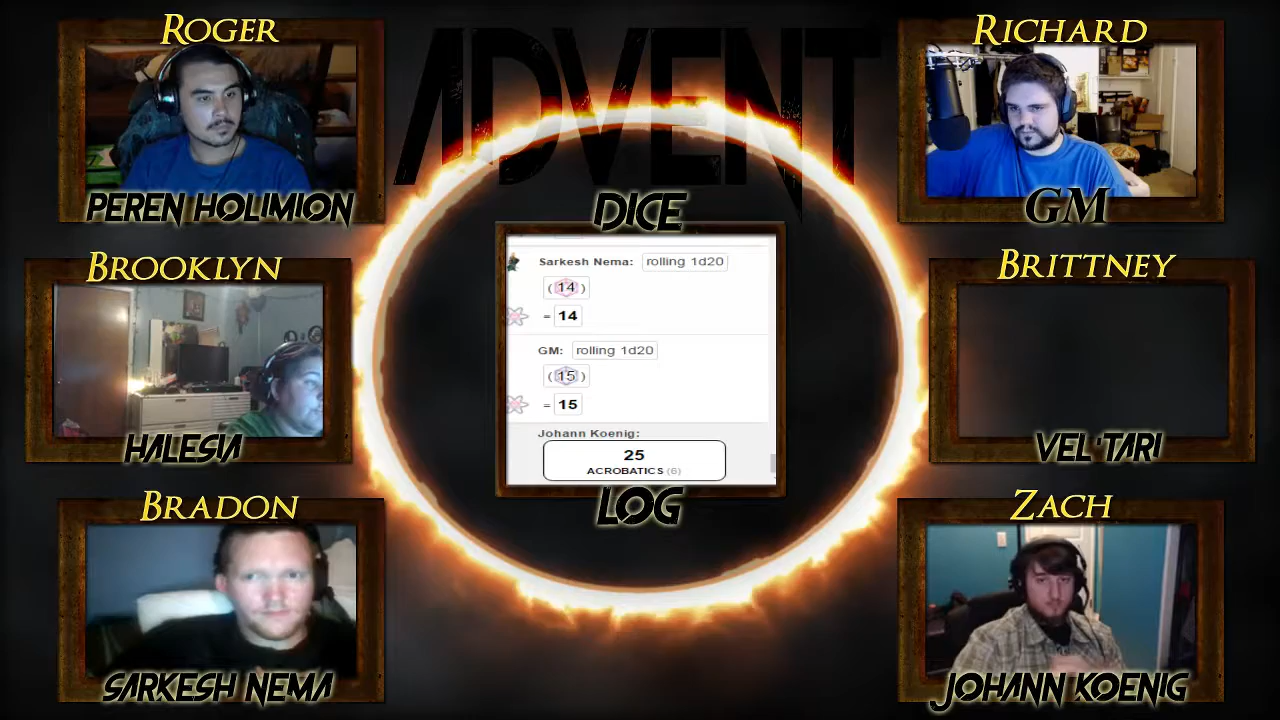 ADVENT
Roger
PEREN HOLIMION
Richard
GM
Brooklyn
HALESIA
Brittney
VEL'TARI
Bradon
SARKESH NEMA
Zach
JOHANN KOENIG
DICE
Sarkesh Nema: rolling 1d20
(14)
= 14
GM: rolling 1d20
(15)
= 15
Johann Koenig:
25
ACROBATICS (6)
LOG